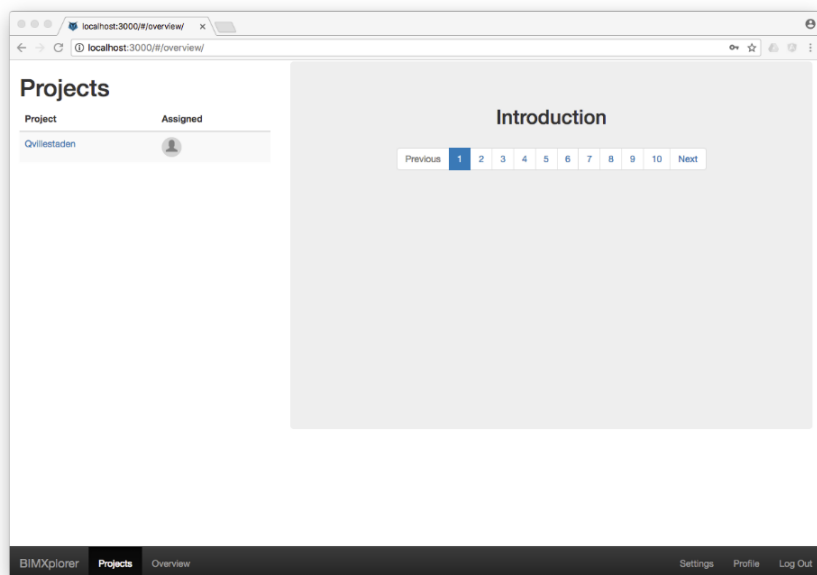 localhost:3000/#/overview/
localhost:3000/#/overview/
Projects
Project Assigned
Qvillestaden
Introduction
Previous 1 2 3 4 5 6 7 8 9 10 Next
BIMXplorer Projects Overview Settings Profile Log Out